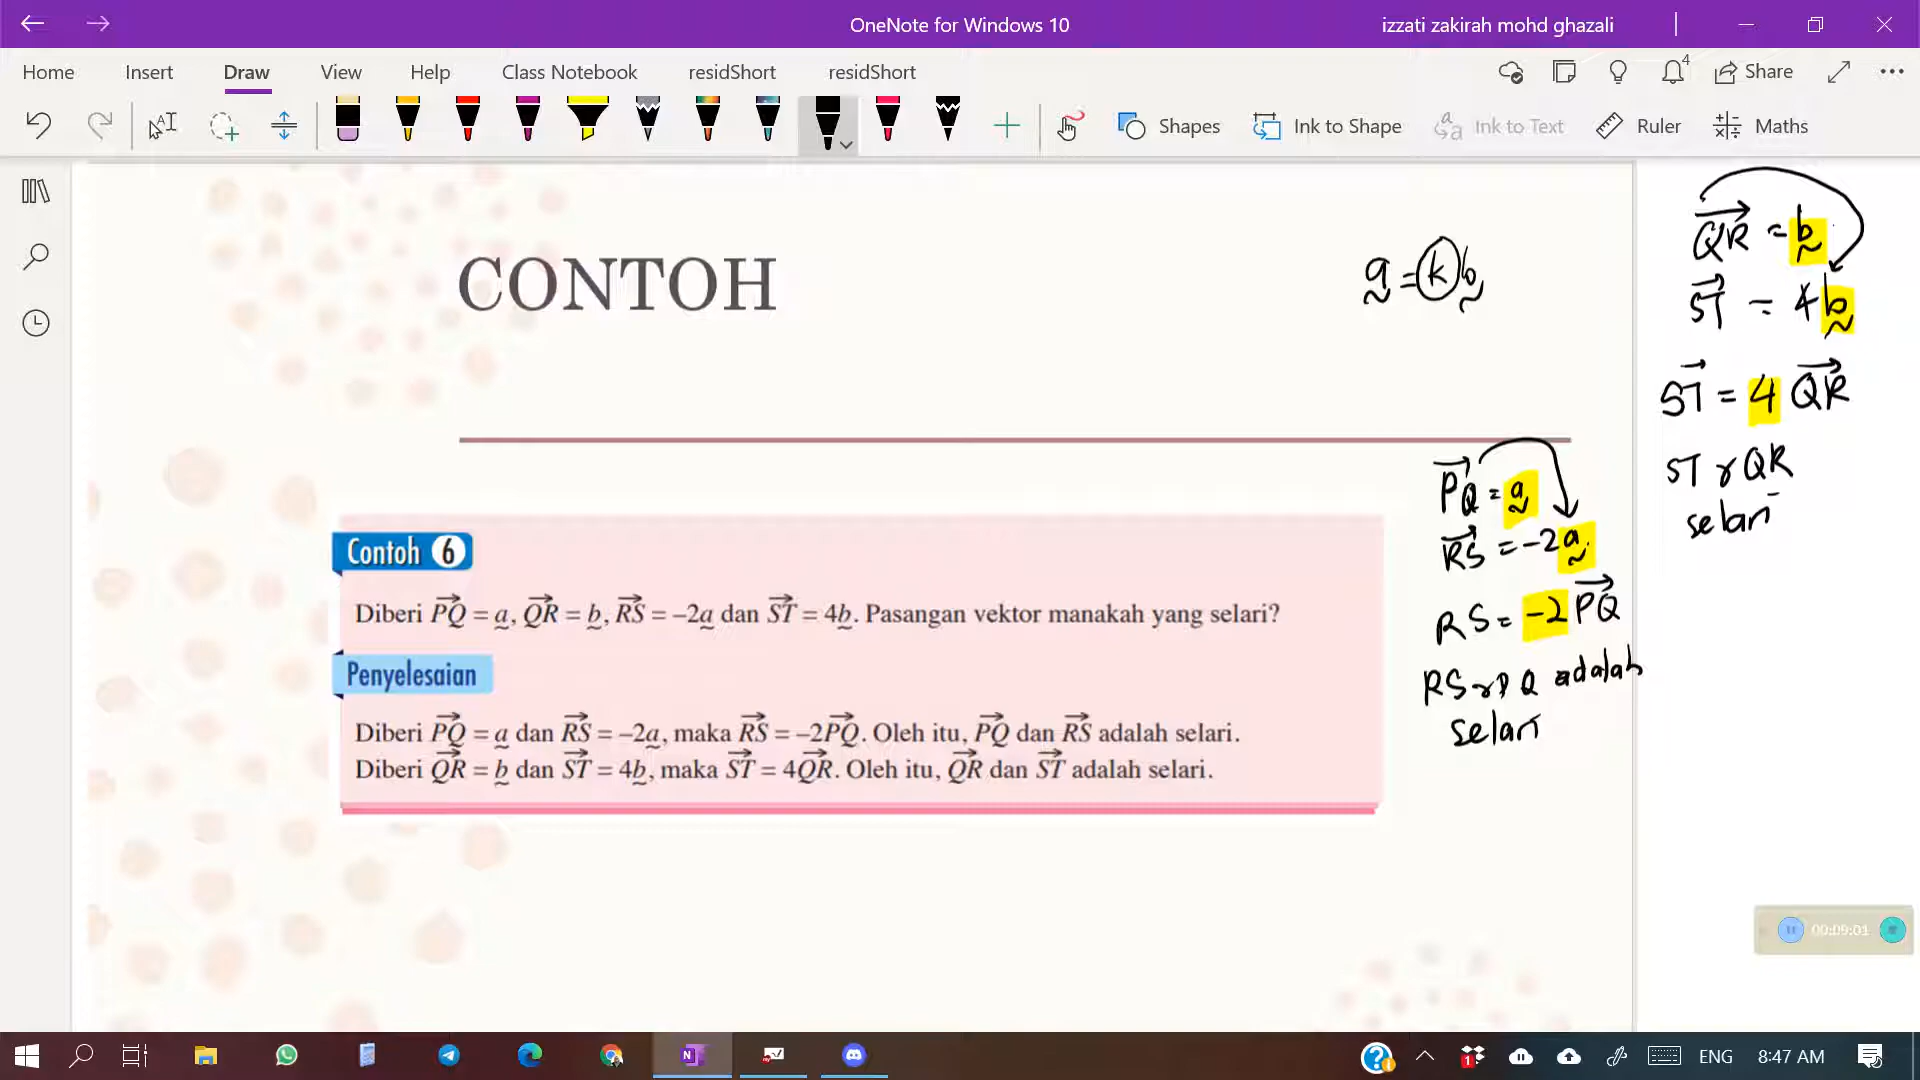 OneNote for Windows 10
izzati zakirah mohd ghazali
Home Insert Draw View Help Class Notebook residShort residShort
4
Share
Shapes
Ink to Shape
Ink to Text
Ruler
Maths
CONTOH
a = k b
Contoh 6
Diberi PQ = a, QR = b, RS = –2a dan ST = 4b. Pasangan vektor manakah yang selari?
Penyelesaian
Diberi PQ = a dan RS = –2a, maka RS = –2PQ. Oleh itu, PQ dan RS adalah selari.
Diberi QR = b dan ST = 4b, maka ST = 4QR. Oleh itu, QR dan ST adalah selari.
PQ = a
RS = -2a
RS = -2 PQ
RS & PQ adalah
selari
QR = b
ST = 4b
ST = 4 QR
ST & QR
selari
00:09:01
ENG
8:47 AM